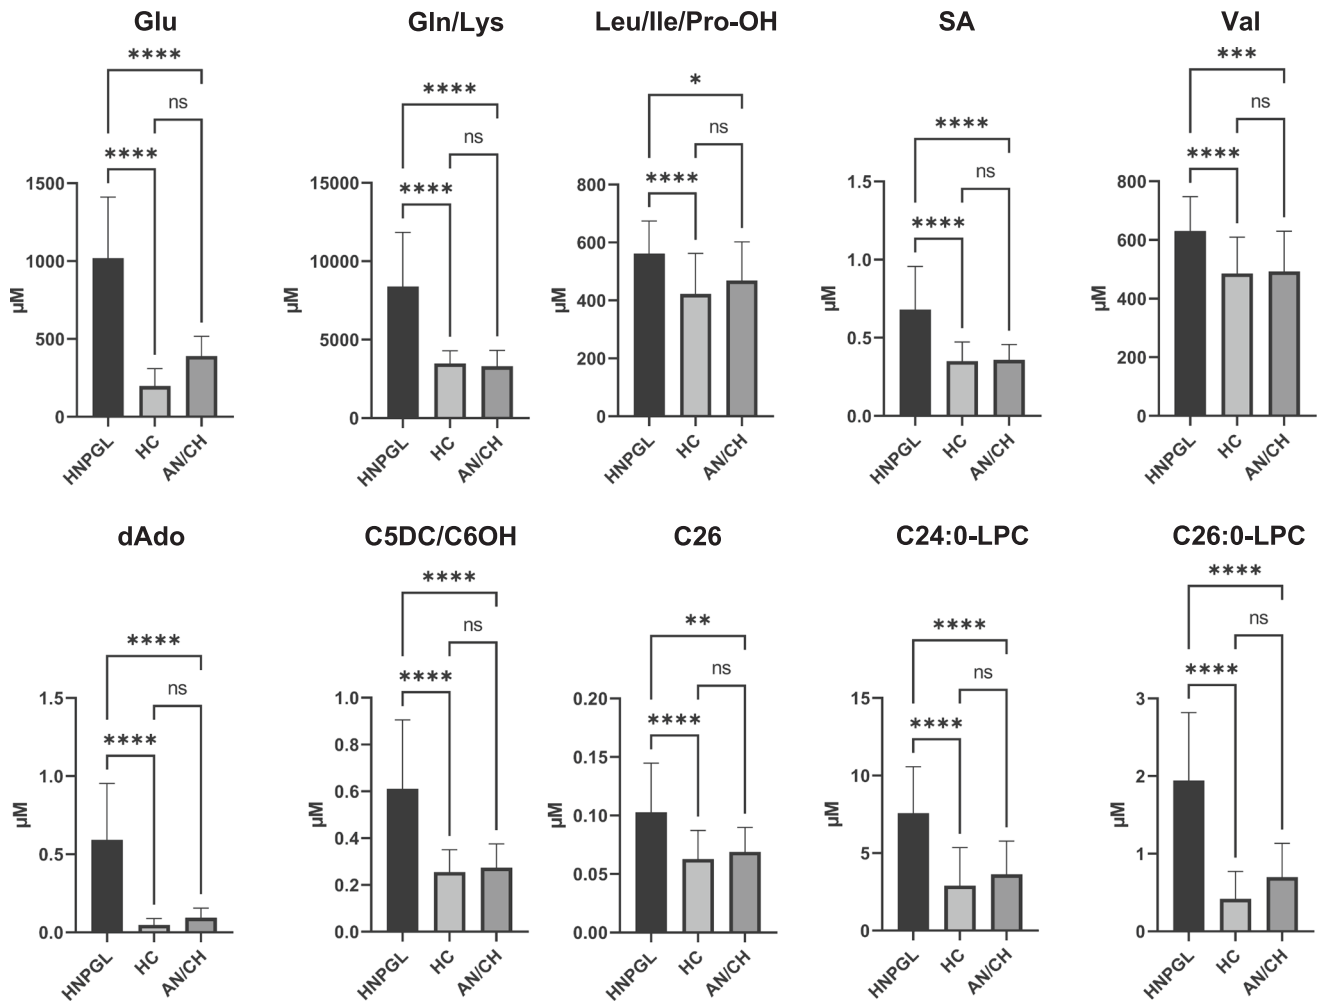 Glu
Gln/Lys
Leu/Ile/Pro-OH
SA
Val
****
ns
****
1500
1000
500
0
µM
HNPGL
HC
AN/CH
****
ns
****
15000
10000
5000
0
µM
HNPGL
HC
AN/CH
*
ns
****
800
600
400
200
0
µM
HNPGL
HC
AN/CH
****
ns
****
1.5
1.0
0.5
0.0
µM
HNPGL
HC
AN/CH
***
ns
****
800
600
400
200
0
µM
HNPGL
HC
AN/CH
dAdo
C5DC/C6OH
C26
C24:0-LPC
C26:0-LPC
****
ns
****
1.5
1.0
0.5
0.0
µM
HNPGL
HC
AN/CH
****
ns
****
1.0
0.8
0.6
0.4
0.2
0.0
µM
HNPGL
HC
AN/CH
**
ns
****
0.20
0.15
0.10
0.05
0.00
µM
HNPGL
HC
AN/CH
****
ns
****
15
10
5
0
µM
HNPGL
HC
AN/CH
****
ns
****
3
2
1
0
µM
HNPGL
HC
AN/CH